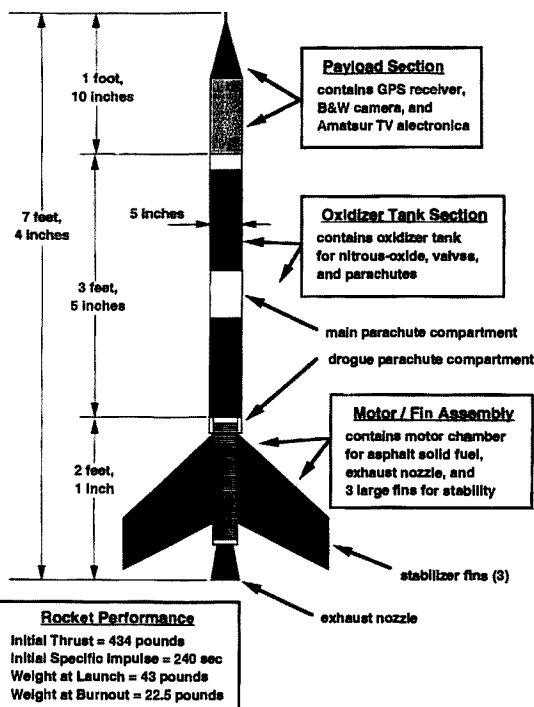 1 foot,
10 inches
Payload Section
contains GPS receiver,
B&W camera, and
Amatsur TV alectronica
7 feet,
4 inches
5 inches
3 feet,
5 inches
Oxidizer Tank Section
contains oxidizer tank
for nitrous-oxide, valvss,
and parachutes
main parachute compartment
drogue parachute compartment
Motor / Fin Assembly
contains motor chamber
for asphalt solid fuel,
exhaust nozzle, and
3 large fins for stability
2 feet,
1 inch
stabilizer fins (3)
exhaust nozzle
Rocket Performance
Initial Thrust = 434 pounds
Initial Specific Impulse = 240 sec
Weight at Launch = 43 pounds
Weight at Burnout = 22.5 pounds